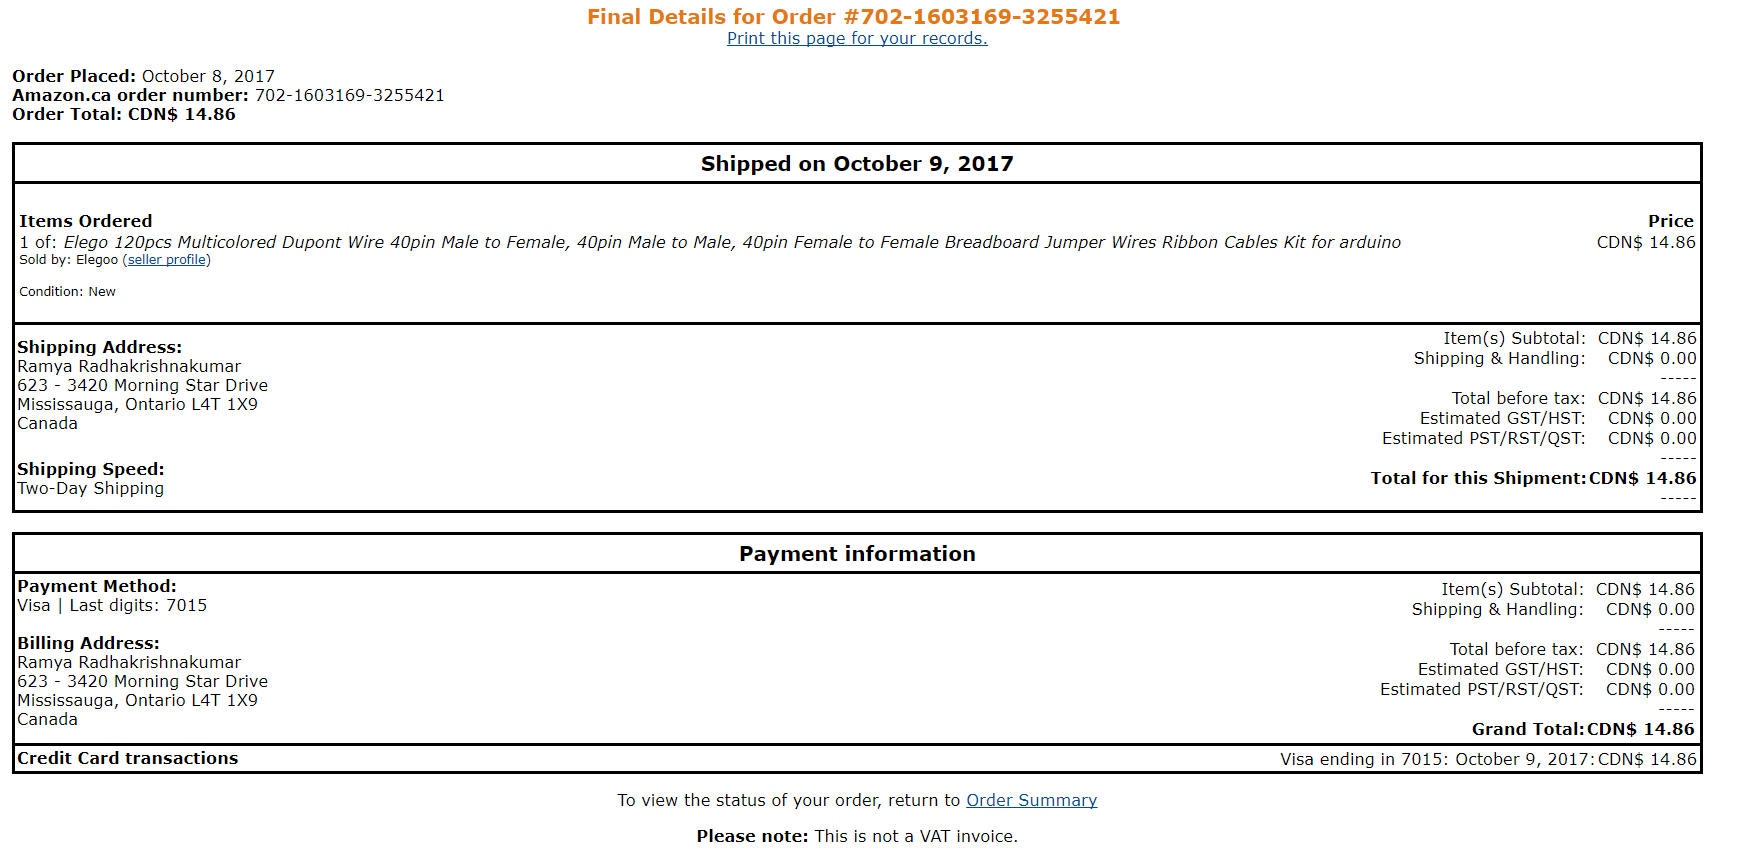 Final Details for Order #702-1603169-3255421
Print this page for your records.
Order Placed: October 8, 2017
Amazon.ca order number: 702-1603169-3255421
Order Total: CDN$ 14.86
Shipped on October 9, 2017
Items Ordered Price
1 of: Elego 120pcs Multicolored Dupont Wire 40pin Male to Female, 40pin Male to Male, 40pin Female to Female Breadboard Jumper Wires Ribbon Cables Kit for arduino CDN$ 14.86
Sold by: Elegoo (seller profile)
Condition: New
Shipping Address:
Ramya Radhakrishnakumar
623 - 3420 Morning Star Drive
Mississauga, Ontario L4T 1X9
Canada
Shipping Speed:
Two-Day Shipping
Item(s) Subtotal: CDN$ 14.86
Shipping & Handling: CDN$ 0.00
-----
Total before tax: CDN$ 14.86
Estimated GST/HST: CDN$ 0.00
Estimated PST/RST/QST: CDN$ 0.00
-----
Total for this Shipment: CDN$ 14.86
-----
Payment information
Payment Method:
Visa | Last digits: 7015
Billing Address:
Ramya Radhakrishnakumar
623 - 3420 Morning Star Drive
Mississauga, Ontario L4T 1X9
Canada
Item(s) Subtotal: CDN$ 14.86
Shipping & Handling: CDN$ 0.00
-----
Total before tax: CDN$ 14.86
Estimated GST/HST: CDN$ 0.00
Estimated PST/RST/QST: CDN$ 0.00
-----
Grand Total: CDN$ 14.86
Credit Card transactions Visa ending in 7015: October 9, 2017: CDN$ 14.86
To view the status of your order, return to Order Summary
Please note: This is not a VAT invoice.